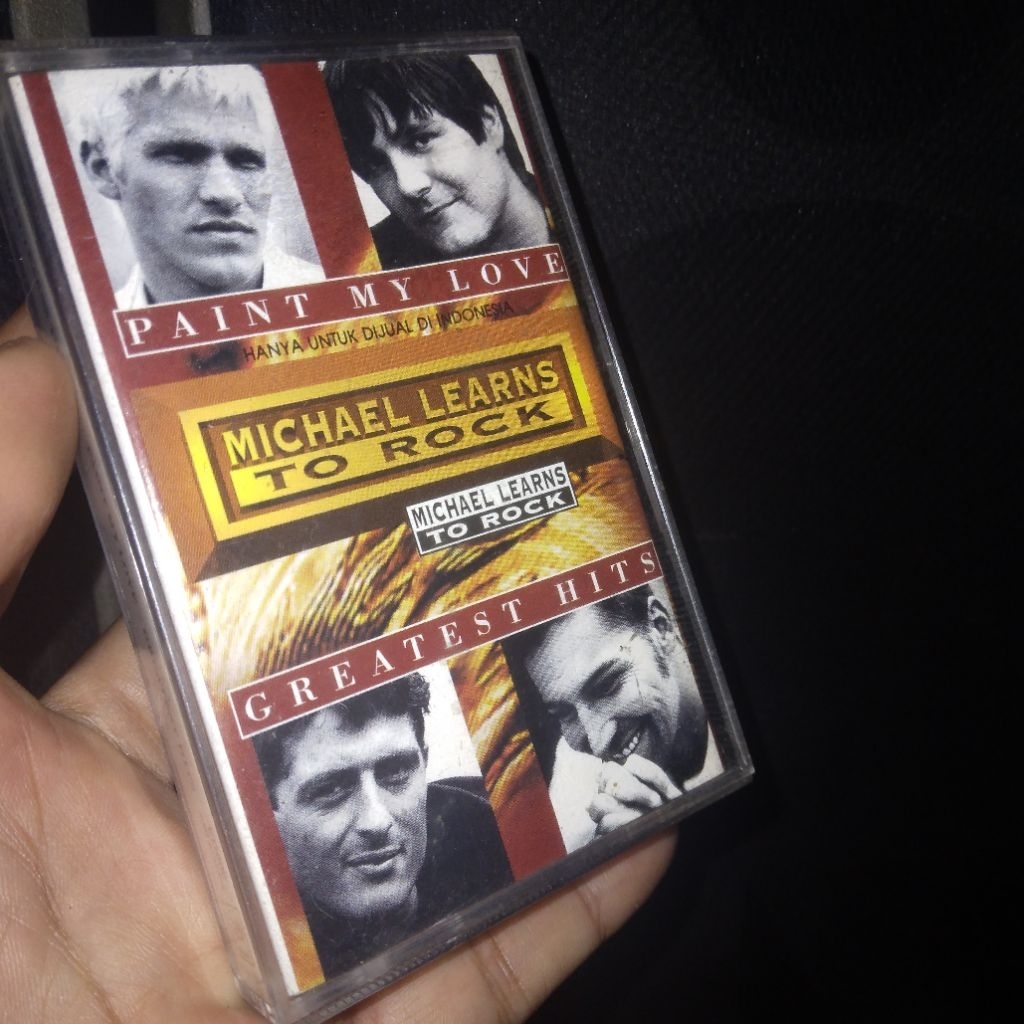 PAINT MY LOVE
HANYA UNTUK DIJUAL DI INDONESIA
MICHAEL LEARNS
TO ROCK
MICHAEL LEARNS
TO ROCK
GREATEST HITS